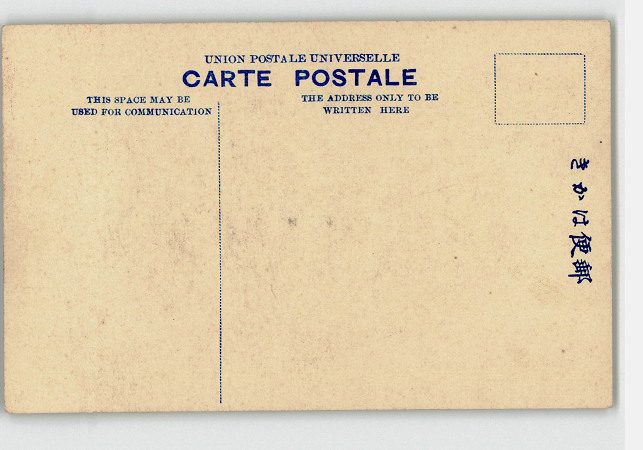 UNION POSTALE UNIVERSELLE
CARTE POSTALE
THIS SPACE MAY BE
USED FOR COMMUNICATION
THE ADDRESS ONLY TO BE
WRITTEN HERE
きかは便郵